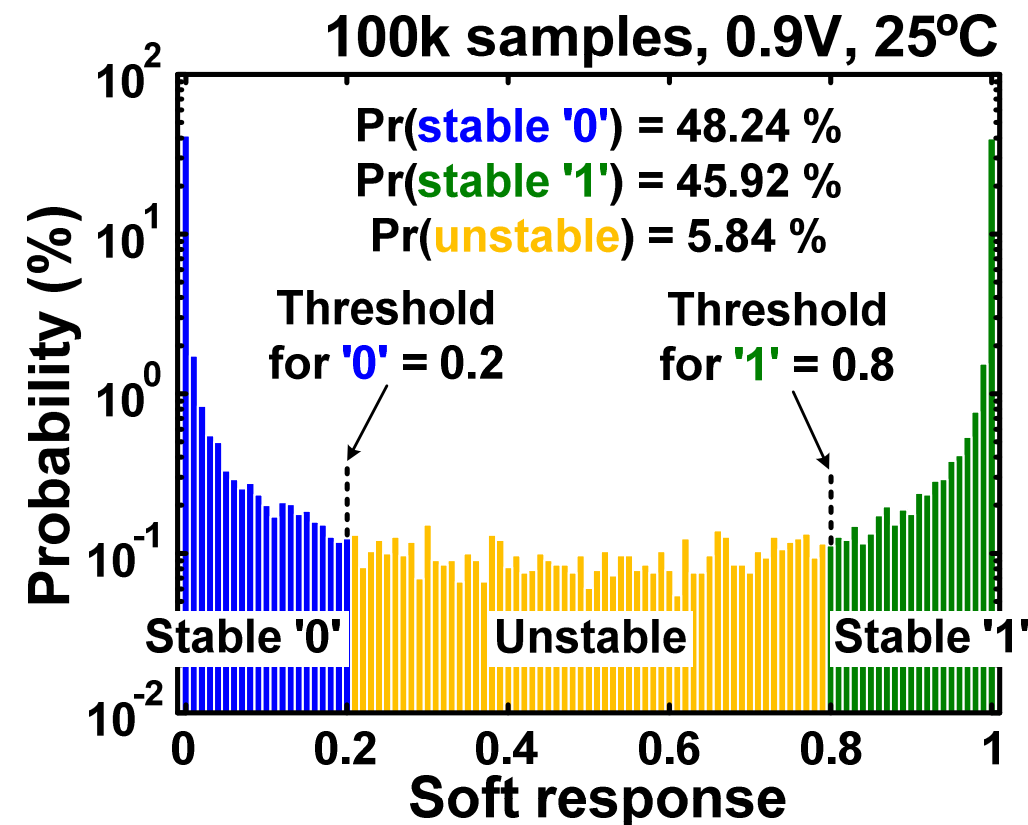 100k samples, 0.9V, 25ºC
10²
Pr(stable '0') = 48.24 %
Pr(stable '1') = 45.92 %
Pr(unstable) = 5.84 %
10¹
Threshold
for '0' = 0.2
Threshold
for '1' = 0.8
10⁰
10⁻¹
Stable '0'
Unstable
Stable '1'
10⁻²
Probability (%)
0 0.2 0.4 0.6 0.8 1
Soft response